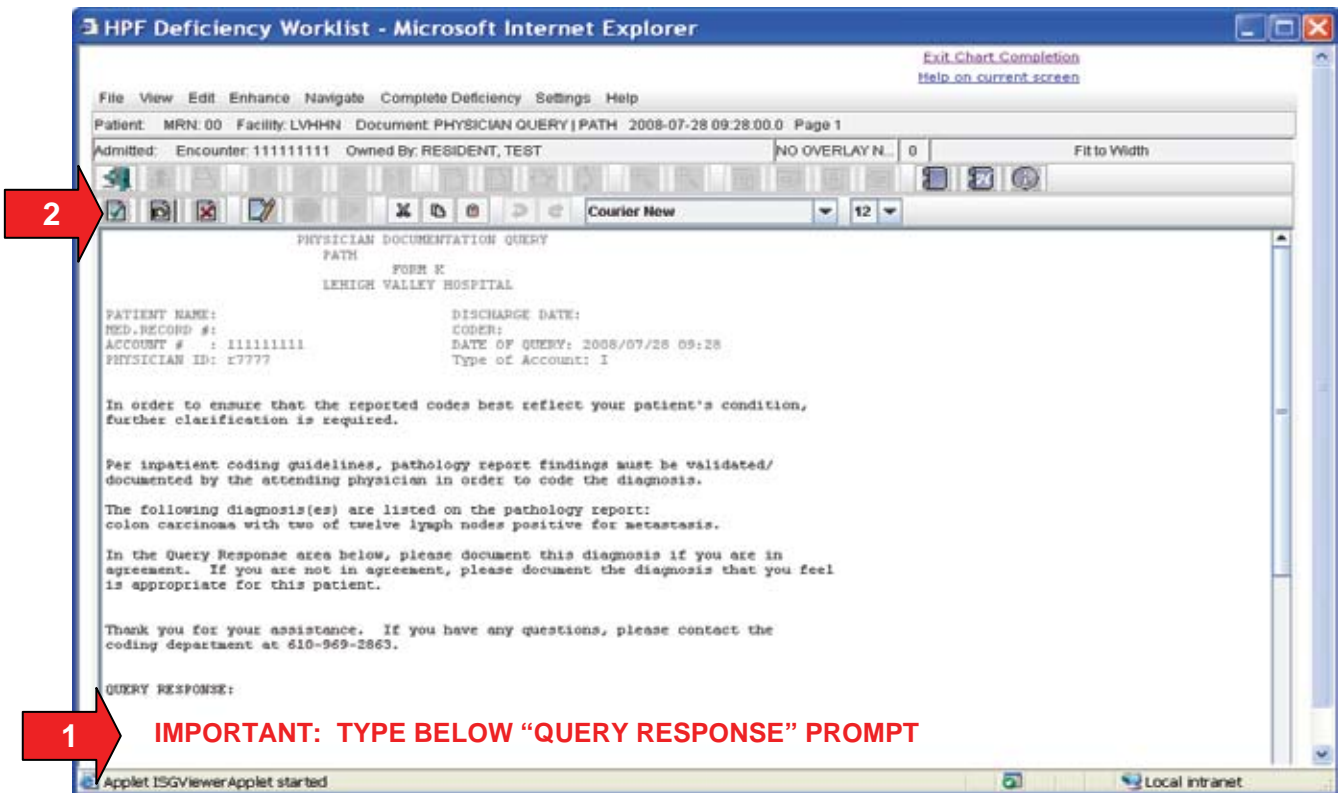 HPF Deficiency Worklist - Microsoft Internet Explorer
Exit Chart Completion
Help on current screen
File View Edit Enhance Navigate Complete Deficiency Settings Help
Patient: MRN: 00 Facility: LVHHN Document: PHYSICIAN QUERY | PATH 2008-07-28 09:28:00.0 Page 1
Admitted: Encounter: 111111111 Owned By: RESIDENT, TEST NO OVERLAY N... 0 Fit to Width
2
Courier New 12
PHYSICIAN DOCUMENTATION QUERY
PATH
FORM K
LEHIGH VALLEY HOSPITAL
PATIENT NAME: DISCHARGE DATE:
MED.RECORD #: CODER:
ACCOUNT # : 111111111 DATE OF QUERY: 2008/07/28 09:28
PHYSICIAN ID: r7777 Type of Account: I
In order to ensure that the reported codes best reflect your patient's condition,
further clarification is required.
Per inpatient coding guidelines, pathology report findings must be validated/
documented by the attending physician in order to code the diagnosis.
The following diagnosis(es) are listed on the pathology report:
colon carcinoma with two of twelve lymph nodes positive for metastasis.
In the Query Response area below, please document this diagnosis if you are in
agreement. If you are not in agreement, please document the diagnosis that you feel
is appropriate for this patient.
Thank you for your assistance. If you have any questions, please contact the
coding department at 610-969-2863.
QUERY RESPONSE:
1 IMPORTANT: TYPE BELOW “QUERY RESPONSE” PROMPT
Applet ISGViewerApplet started Local intranet